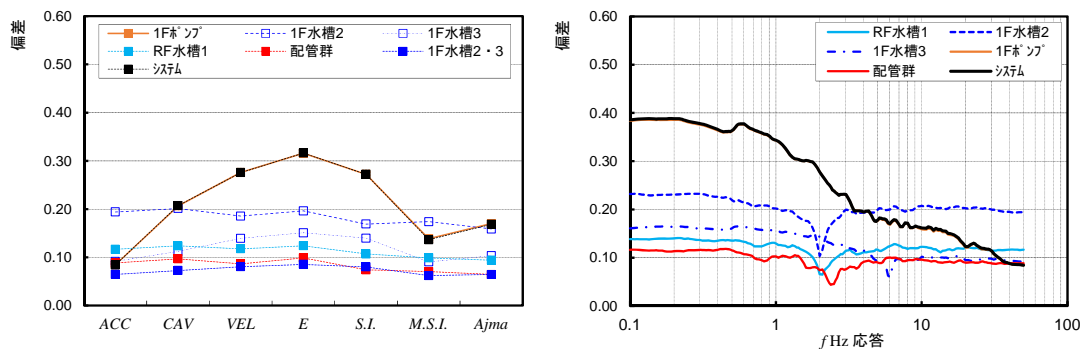 偏差
0.60
0.50
0.40
0.30
0.20
0.10
0.00
1Fﾎﾟﾝﾌﾟ 1F水槽2 1F水槽3
RF水槽1 配管群 1F水槽2・3
ｼｽﾃﾑ
ACC CAV VEL E S.I. M.S.I. Ajma
偏差
0.60
0.50
0.40
0.30
0.20
0.10
0.00
RF水槽1 1F水槽2
1F水槽3 1Fﾎﾟﾝﾌﾟ
配管群 ｼｽﾃﾑ
0.1 1 10 100
f Hz 応答